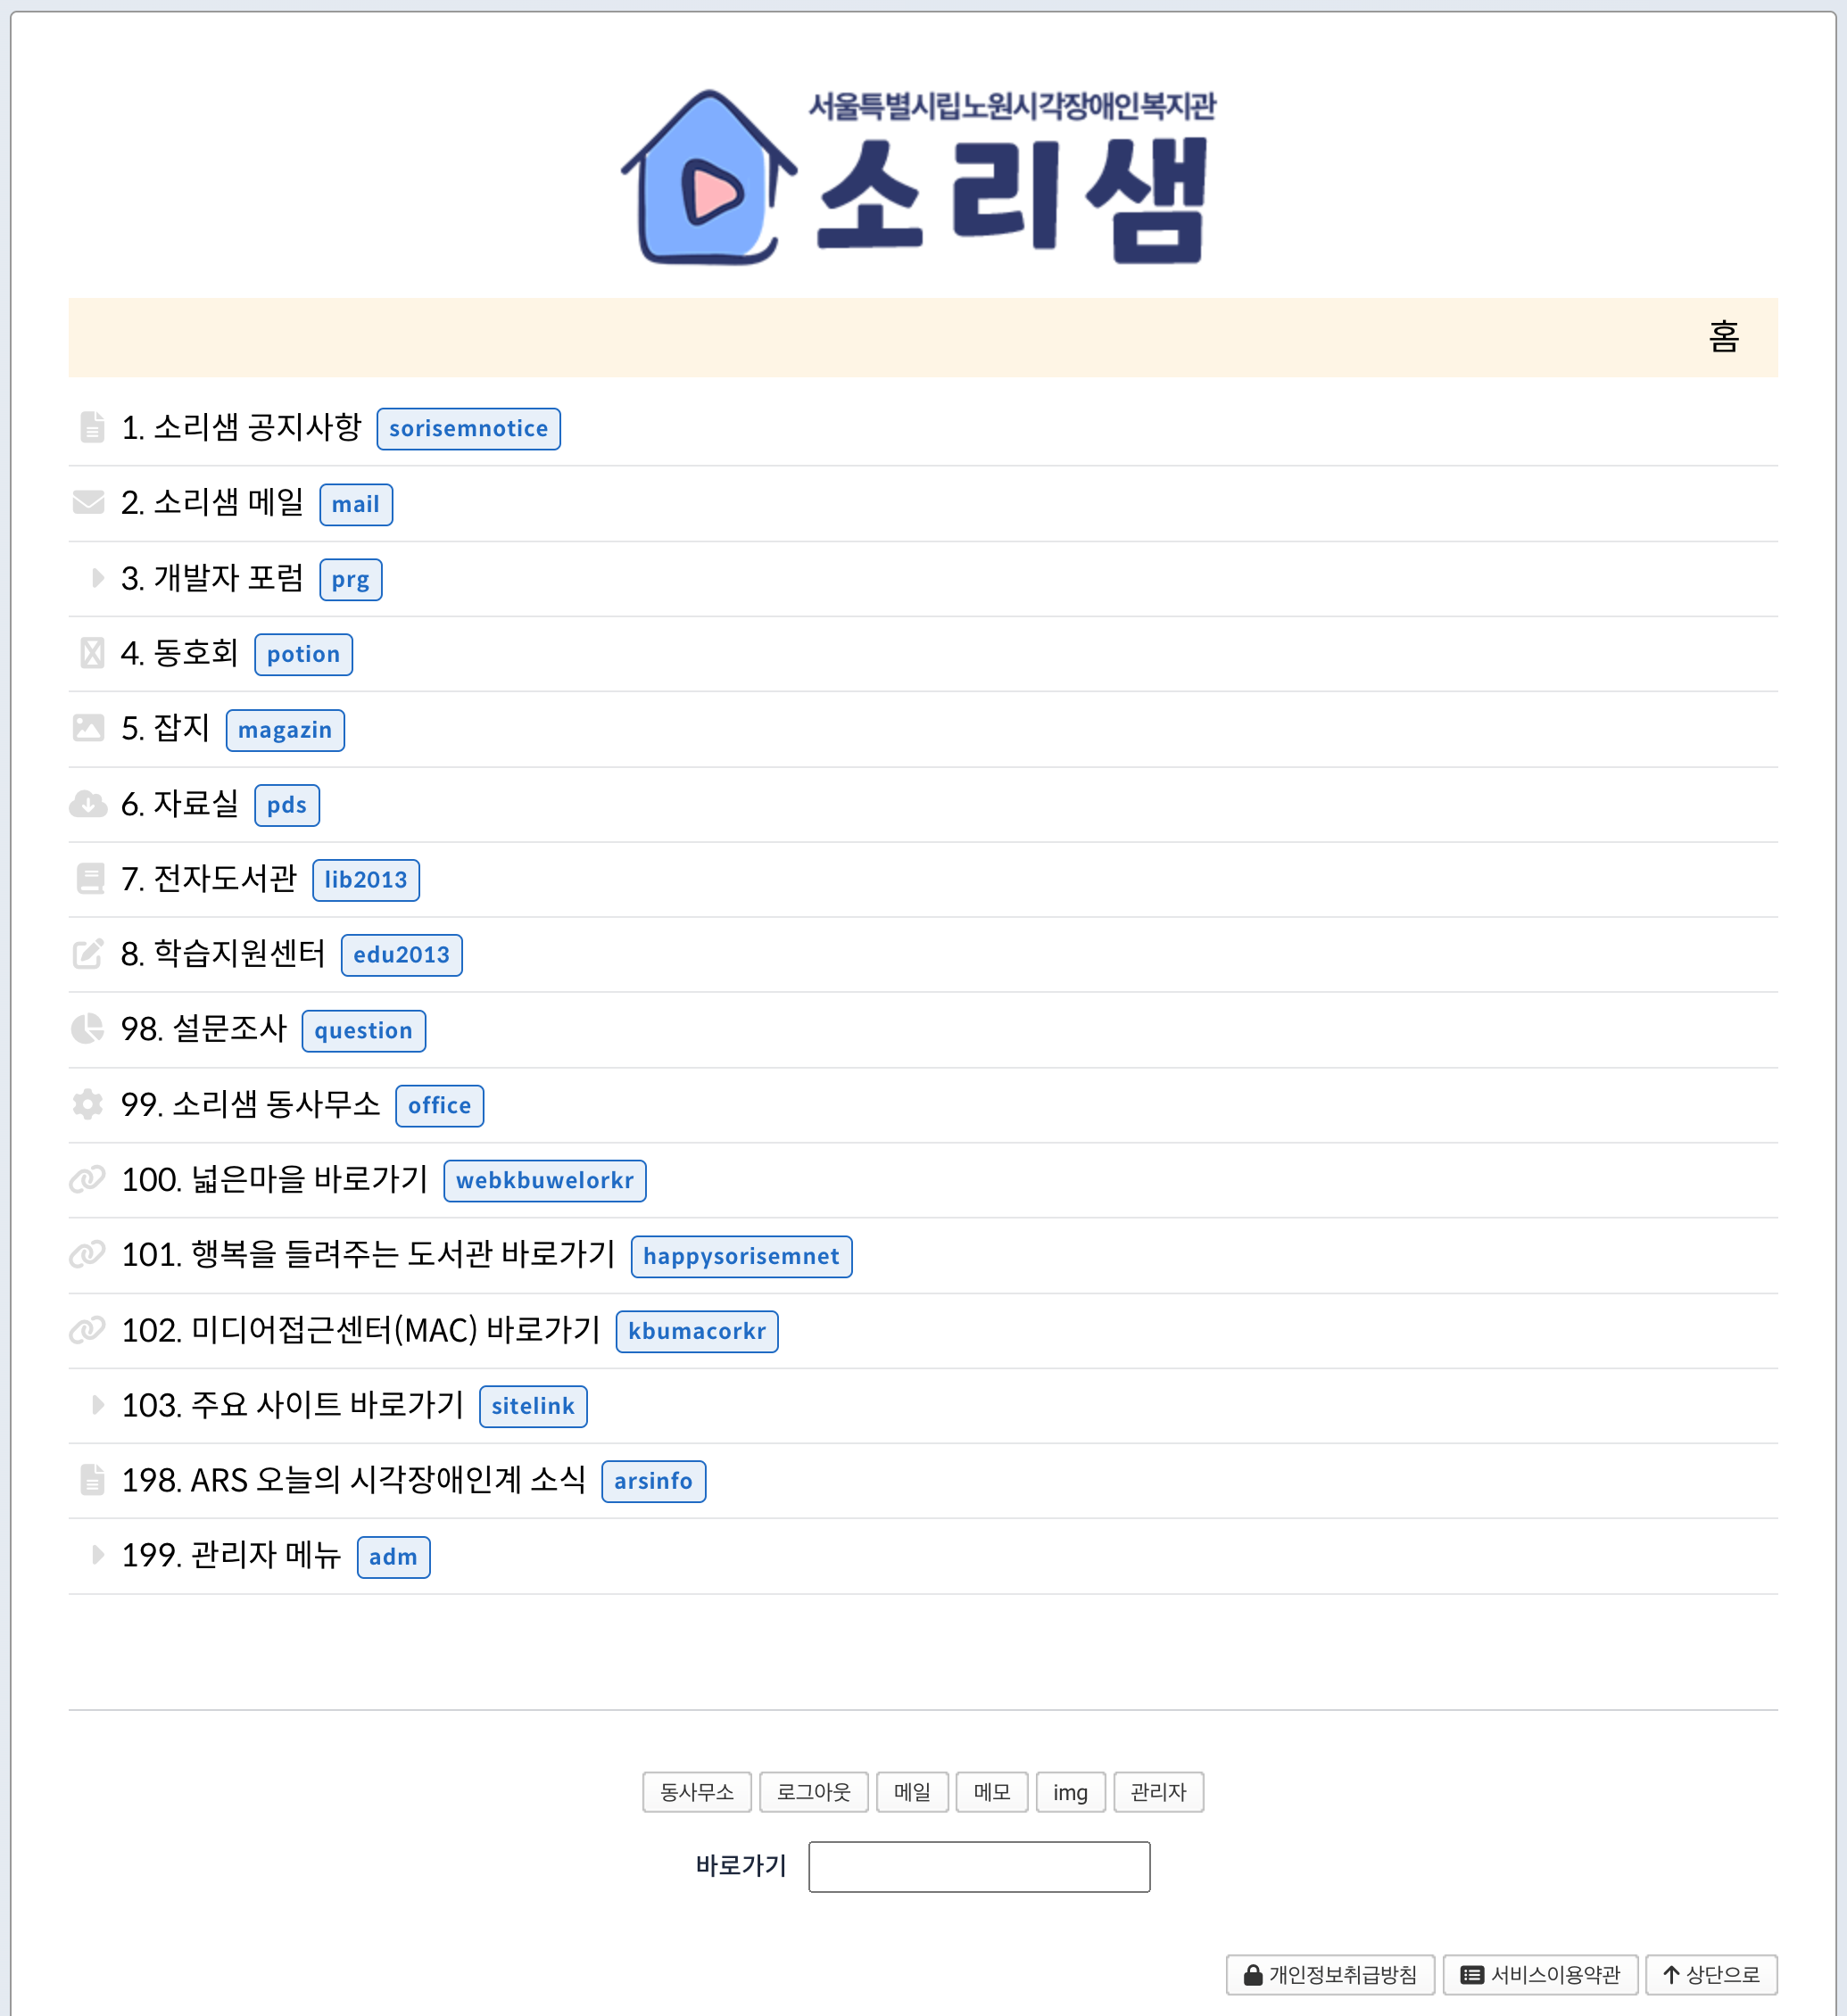 서울특별시립노원시각장애인복지관
소리샘
홈
1. 소리샘 공지사항 sorisemnotice
2. 소리샘 메일 mail
3. 개발자 포럼 prg
4. 동호회 potion
5. 잡지 magazin
6. 자료실 pds
7. 전자도서관 lib2013
8. 학습지원센터 edu2013
98. 설문조사 question
99. 소리샘 동사무소 office
100. 넓은마을 바로가기 webkbuwelorkr
101. 행복을 들려주는 도서관 바로가기 happysorisemnet
102. 미디어접근센터(MAC) 바로가기 kbumacorkr
103. 주요 사이트 바로가기 sitelink
198. ARS 오늘의 시각장애인계 소식 arsinfo
199. 관리자 메뉴 adm
동사무소 로그아웃 메일 메모 img 관리자
바로가기
개인정보취급방침 서비스이용약관 상단으로